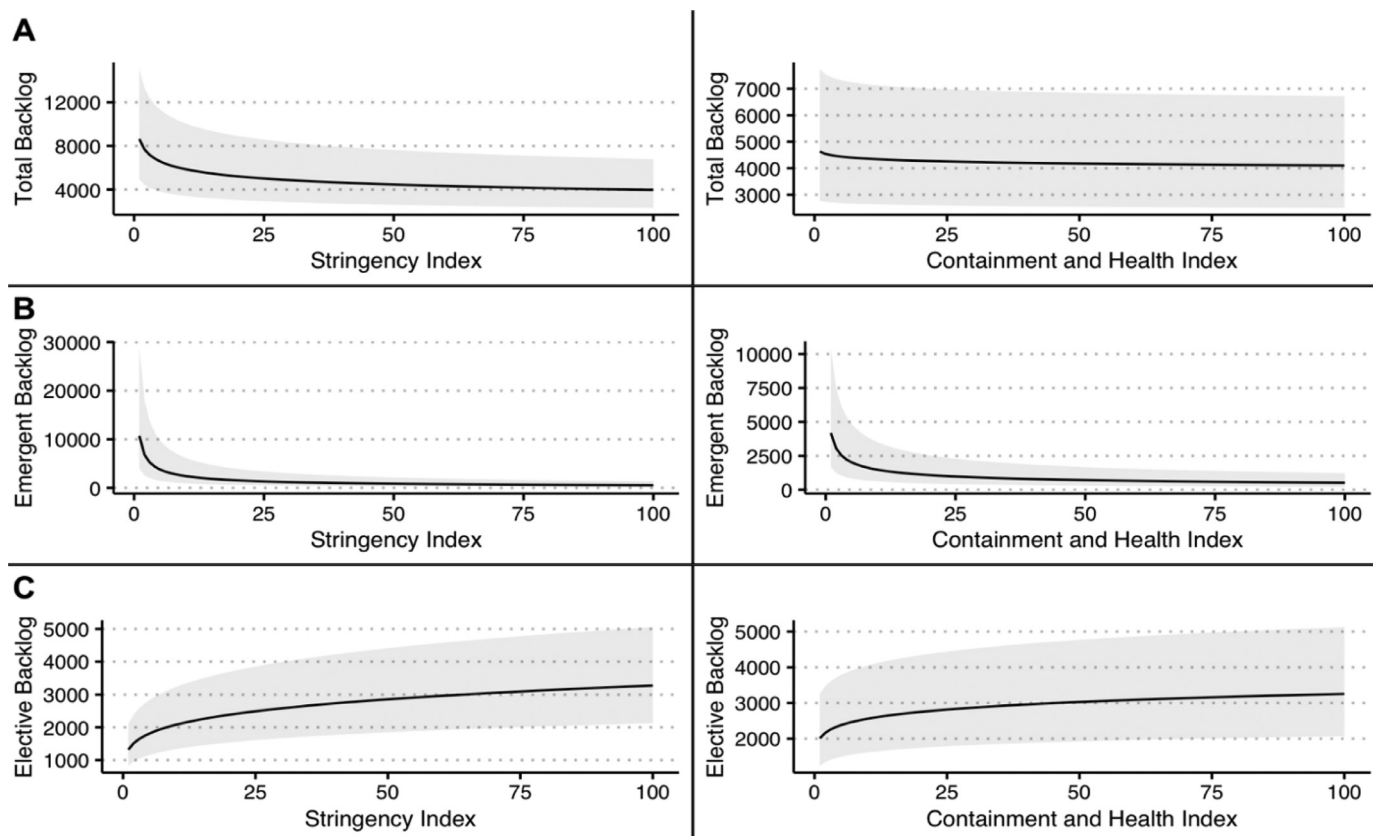 A
Total Backlog
12000
8000
4000
0 25 50 75 100
Stringency Index
Total Backlog
7000
6000
5000
4000
3000
0 25 50 75 100
Containment and Health Index
B
Emergent Backlog
30000
20000
10000
0
0 25 50 75 100
Stringency Index
Emergent Backlog
10000
7500
5000
2500
0
0 25 50 75 100
Containment and Health Index
C
Elective Backlog
5000
4000
3000
2000
1000
0 25 50 75 100
Stringency Index
Elective Backlog
5000
4000
3000
2000
0 25 50 75 100
Containment and Health Index